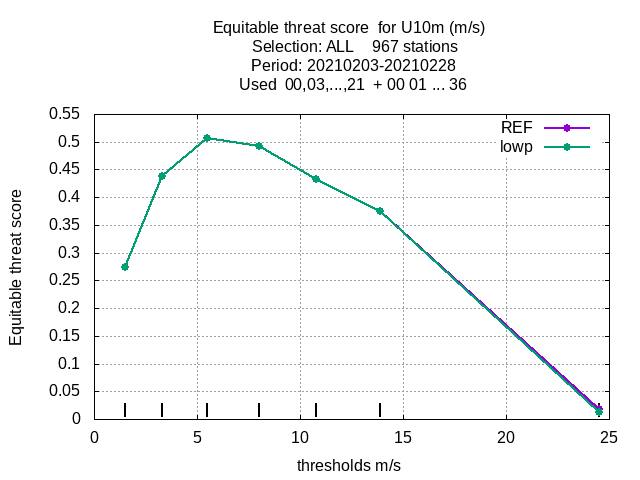 Equitable threat score  for U10m (m/s)
Selection: ALL    967 stations
Period: 20210203-20210228
Used  00,03,...,21  + 00 01 ... 36
REF
lowp
Equitable threat score
0.55
0.5
0.45
0.4
0.35
0.3
0.25
0.2
0.15
0.1
0.05
0
0 5 10 15 20 25
thresholds m/s